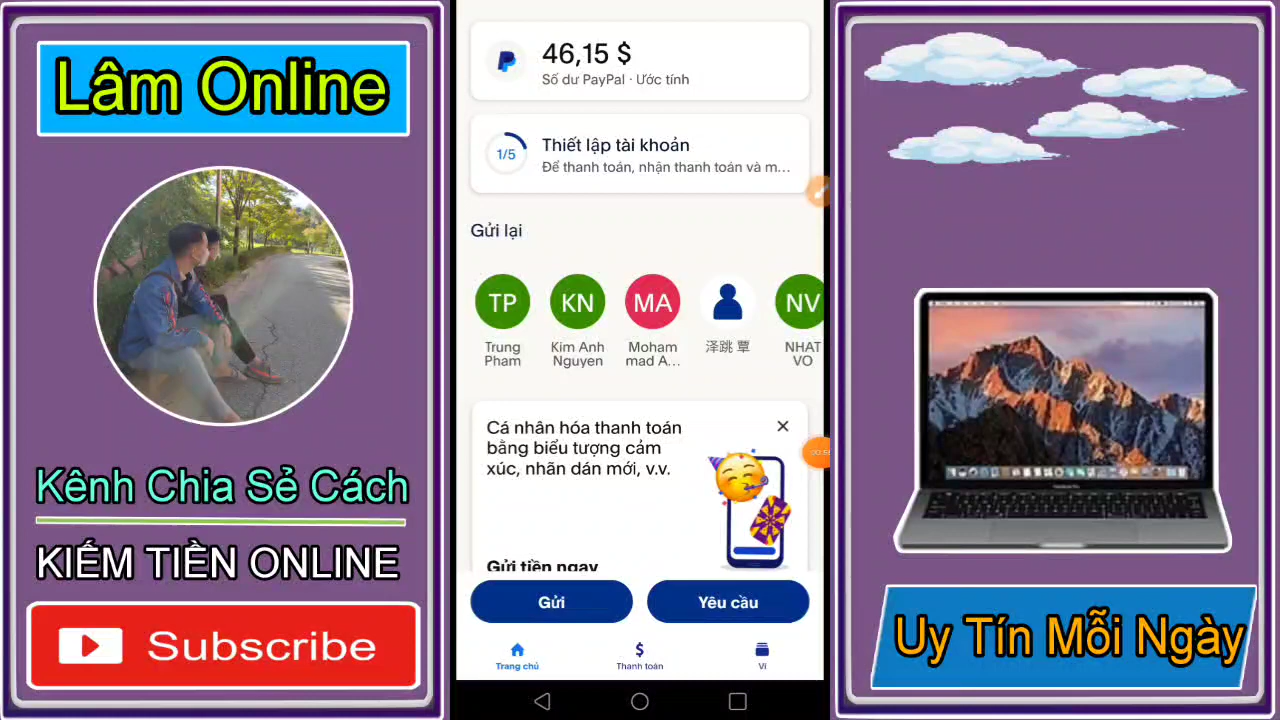 Lâm Online
Kênh Chia Sẻ Cách
KIẾM TIỀN ONLINE
Subscribe
46,15 $
Số dư PayPal · Ước tính
1/5
Thiết lập tài khoản
Để thanh toán, nhận thanh toán và m...
Gửi lại
TP
KN
MA
NV
Trung Pham
Kim Anh Nguyen
Moham mad A...
泽跳 覃
NHAT VO
Cá nhân hóa thanh toán
bằng biểu tượng cảm
xúc, nhãn dán mới, v.v.
Gửi tiền ngay
Gửi
Yêu cầu
Trang chủ
Thanh toán
Ví
Uy Tín Mỗi Ngày